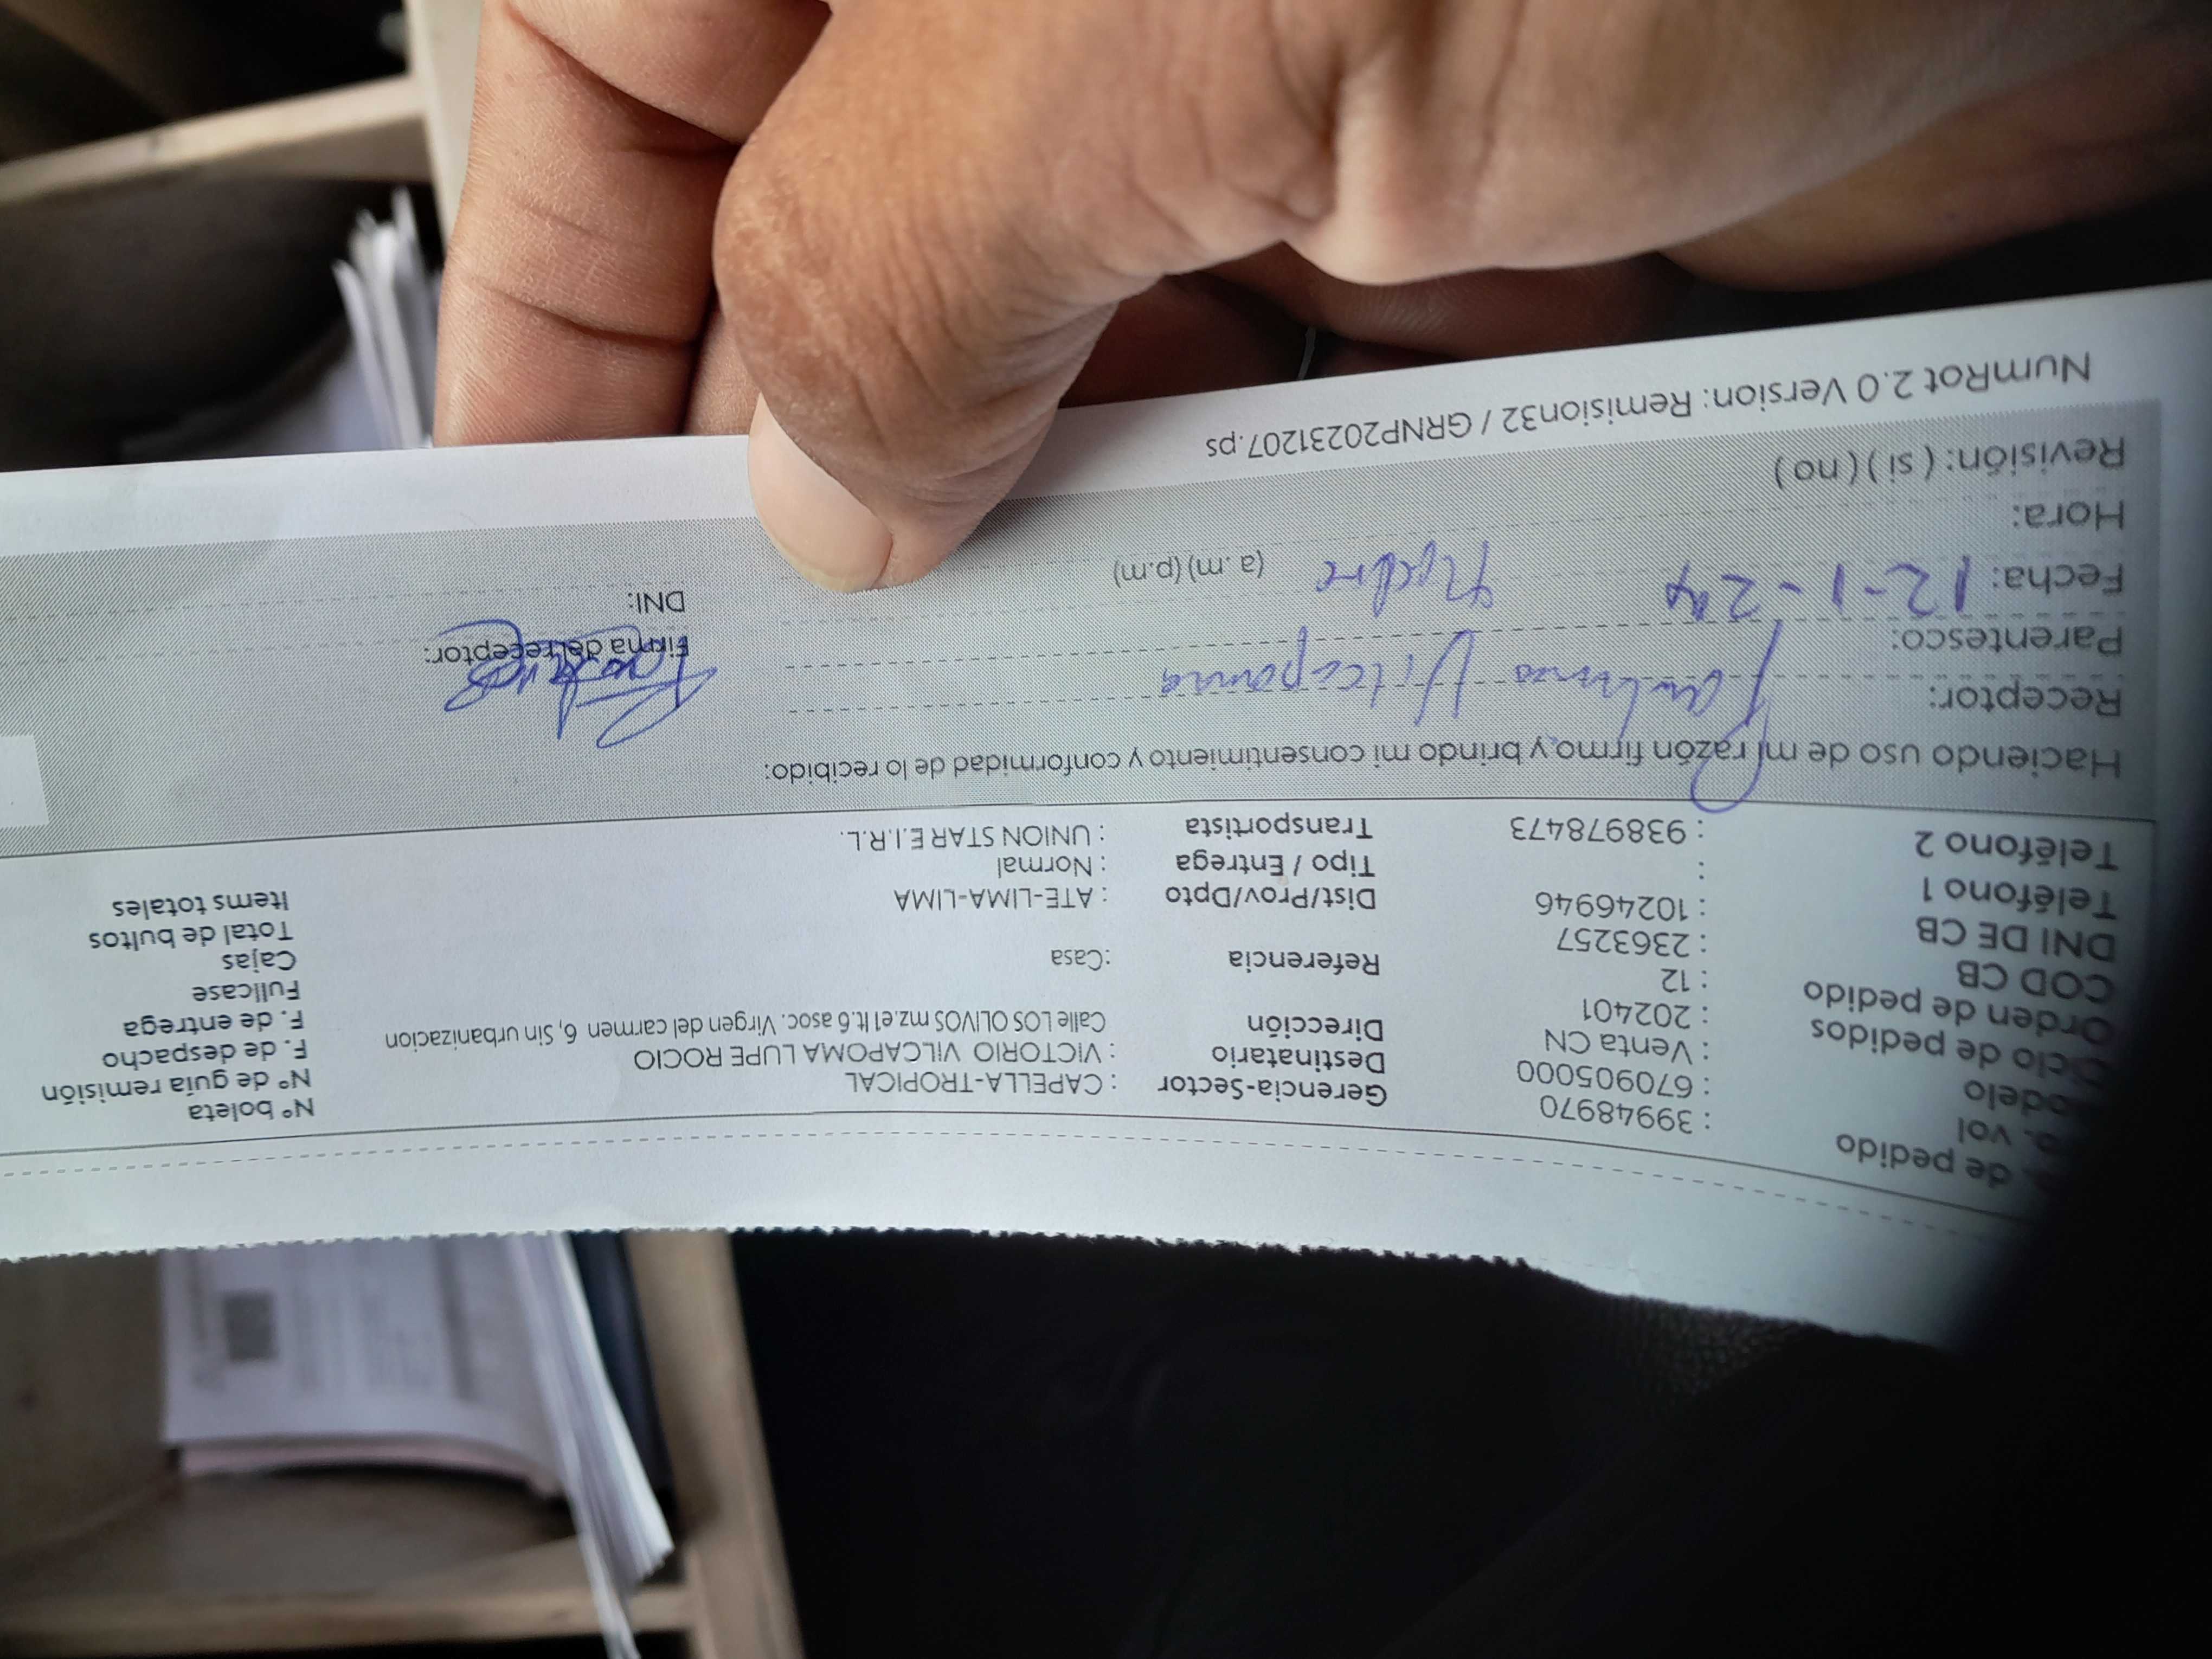 de pedido : 39948970 Gerencia-Sector : CAPELLA-TROPICAL Nº boleta
vol : 670905000 Destinatario : VICTORIO VILCAPOMA LUPE ROCIO Nº de guía remisión
Modelo : Venta CN Dirección Calle LOS OLIVOS mz.e1 lt.6 asoc. Virgen del carmen 6, Sin urbanizacion F. de despacho
Ciclo de pedidos : 202401 F. de entrega
Orden de pedido : 12 Referencia :Casa Fullcase
COD CB : 2363257 Cajas
DNI DE CB : 10246946 Dist/Prov/Dpto : ATE-LIMA-LIMA Total de bultos
Teléfono 1 : Tipo / Entrega : Normal Items totales
Teléfono 2 : 938978473 Transportista : UNION STAR E.I.R.L.
Haciendo uso de mi razón firmo y brindo mi consentimiento y conformidad de lo recibido:
Receptor: Vilcapoma
Parentesco: Firma del receptor:
Fecha: 12-1-24 DNI:
Hora: (a.m) (p.m)
Revisión: ( si ) ( no )
NumRot 2.0 Version: Remision32 / GRNP20231207.ps